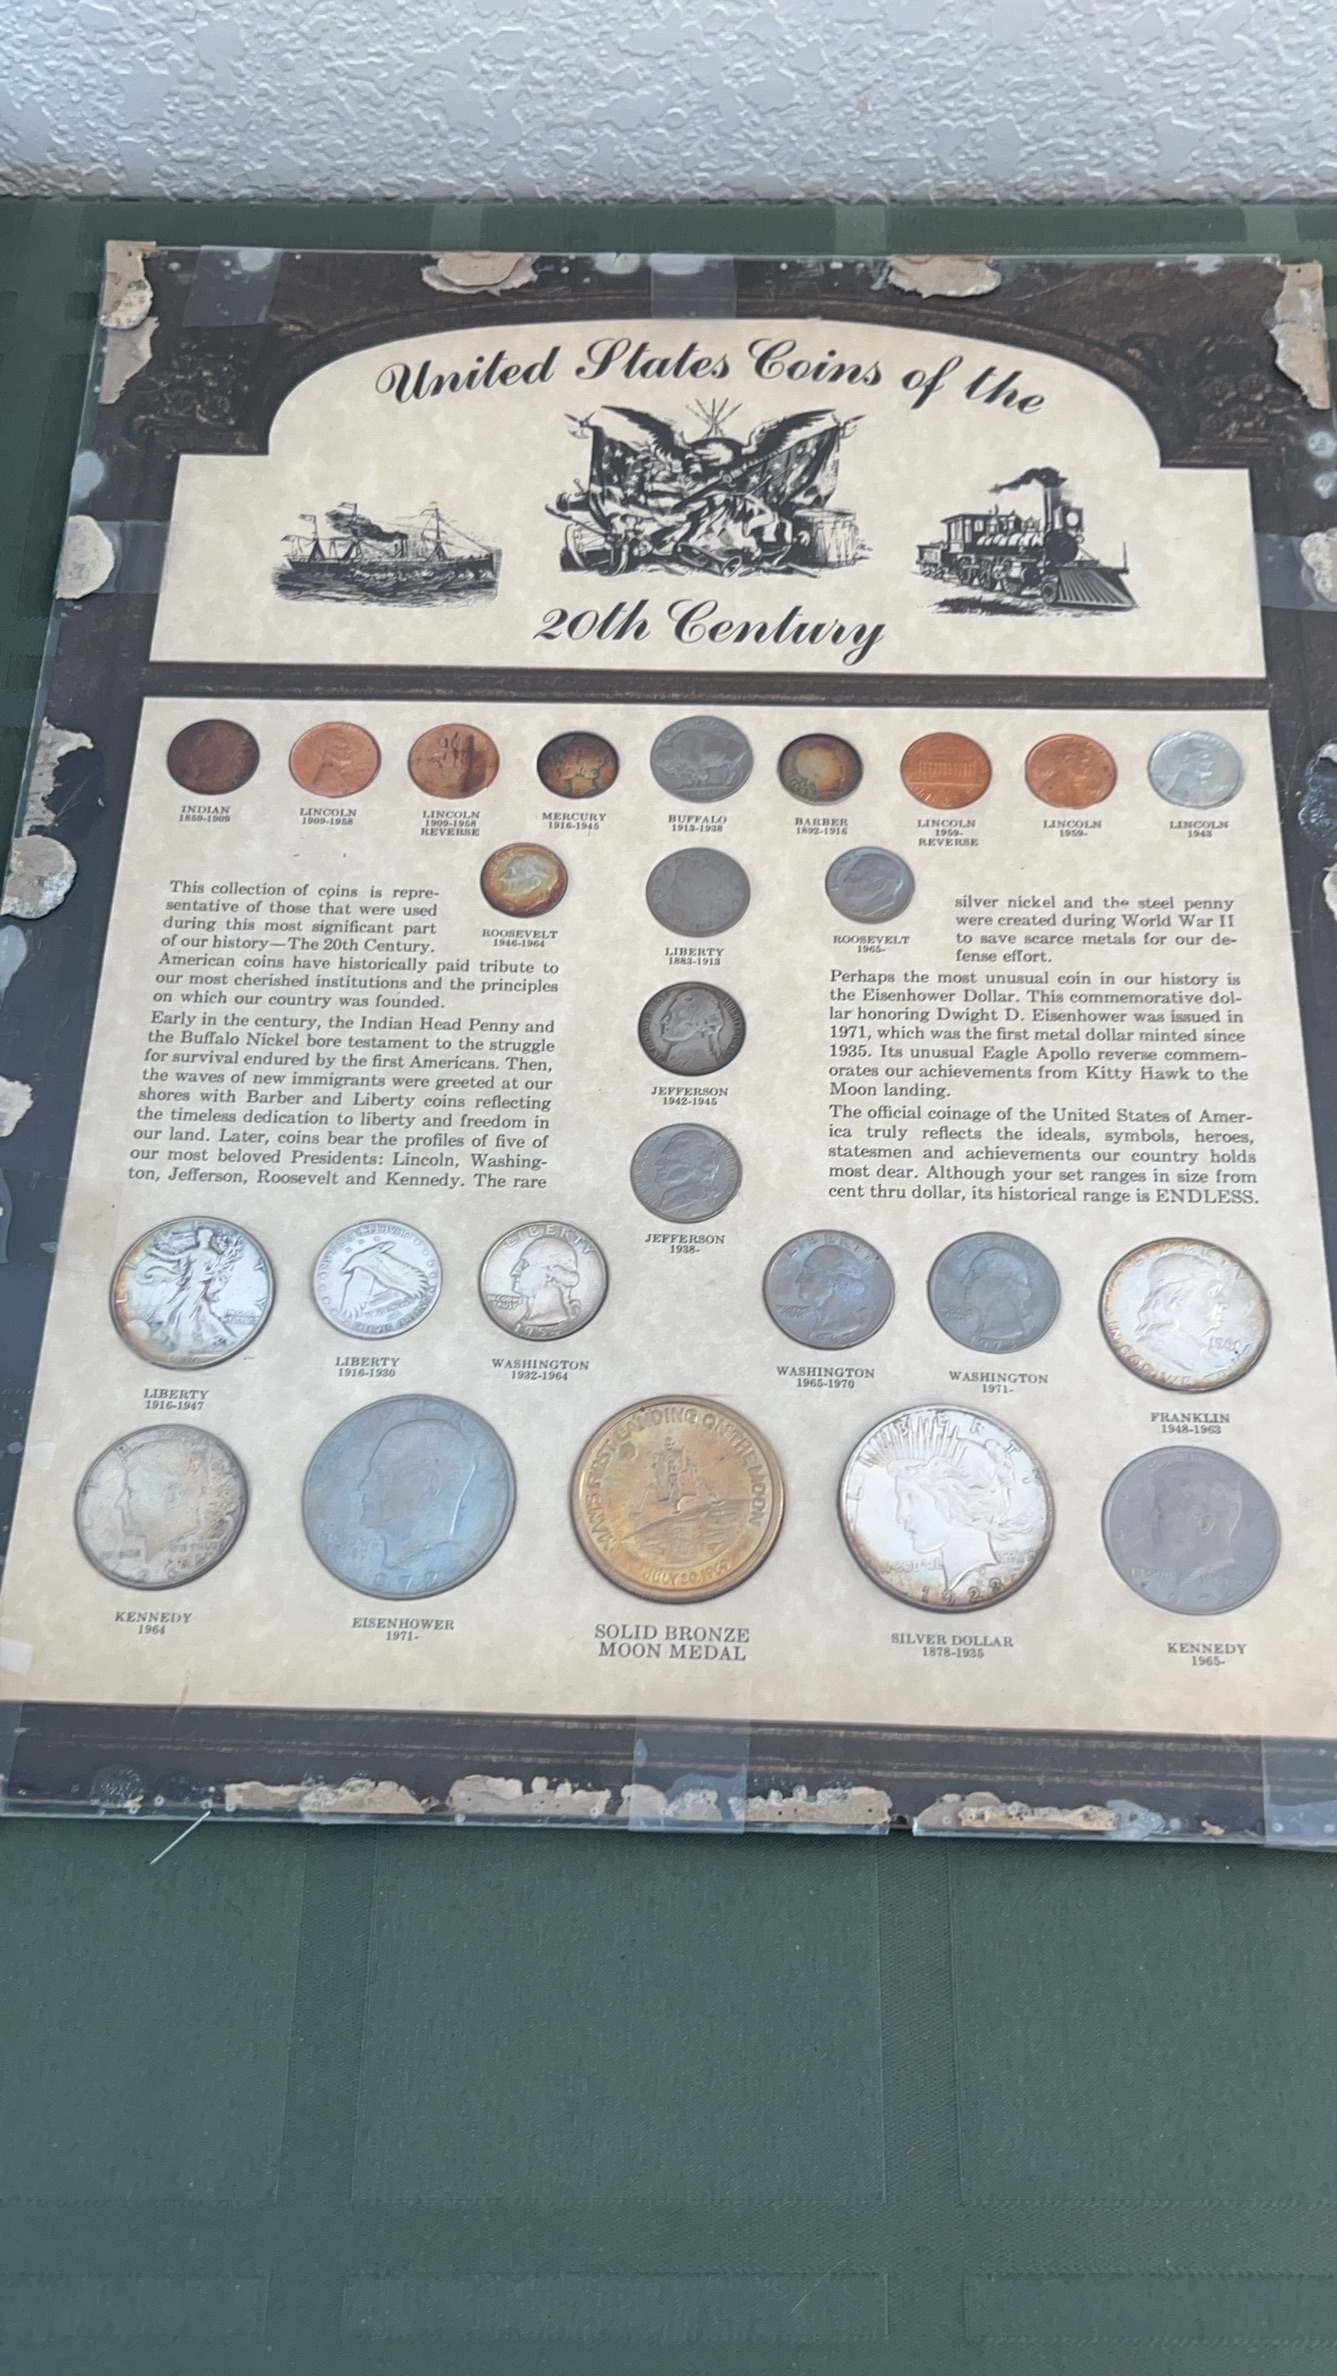 United States Coins of the
20th Century
INDIAN
1859-1909
LINCOLN
1909-1958
LINCOLN
1909-1958
REVERSE
MERCURY
1916-1945
BUFFALO
1913-1938
BARBER
1892-1916
LINCOLN
1959-
REVERSE
LINCOLN
1959-
LINCOLN
1943
ROOSEVELT
1946-1964
LIBERTY
1883-1913
ROOSEVELT
1965-
This collection of coins is repre-
sentative of those that were used
during this most significant part
of our history—The 20th Century.
American coins have historically paid tribute to
our most cherished institutions and the principles
on which our country was founded.
Early in the century, the Indian Head Penny and
the Buffalo Nickel bore testament to the struggle
for survival endured by the first Americans. Then,
the waves of new immigrants were greeted at our
shores with Barber and Liberty coins reflecting
the timeless dedication to liberty and freedom in
our land. Later, coins bear the profiles of five of
our most beloved Presidents: Lincoln, Washing-
ton, Jefferson, Roosevelt and Kennedy. The rare
silver nickel and the steel penny
were created during World War II
to save scarce metals for our de-
fense effort.
Perhaps the most unusual coin in our history is
the Eisenhower Dollar. This commemorative dol-
lar honoring Dwight D. Eisenhower was issued in
1971, which was the first metal dollar minted since
1935. Its unusual Eagle Apollo reverse commem-
orates our achievements from Kitty Hawk to the
Moon landing.
The official coinage of the United States of Amer-
ica truly reflects the ideals, symbols, heroes,
statesmen and achievements our country holds
most dear. Although your set ranges in size from
cent thru dollar, its historical range is ENDLESS.
JEFFERSON
1942-1945
JEFFERSON
1938-
LIBERTY
1916-1947
LIBERTY
1916-1930
LIBERTY
WASHINGTON
1932-1964
WASHINGTON
1965-1970
WASHINGTON
1971-
FRANKLIN
1948-1963
KENNEDY
1964
EISENHOWER
1971-
MAN'S FIRST LANDING ON THE MOON
JULY 20, 1969
SOLID BRONZE
MOON MEDAL
SILVER DOLLAR
1878-1935
KENNEDY
1965-